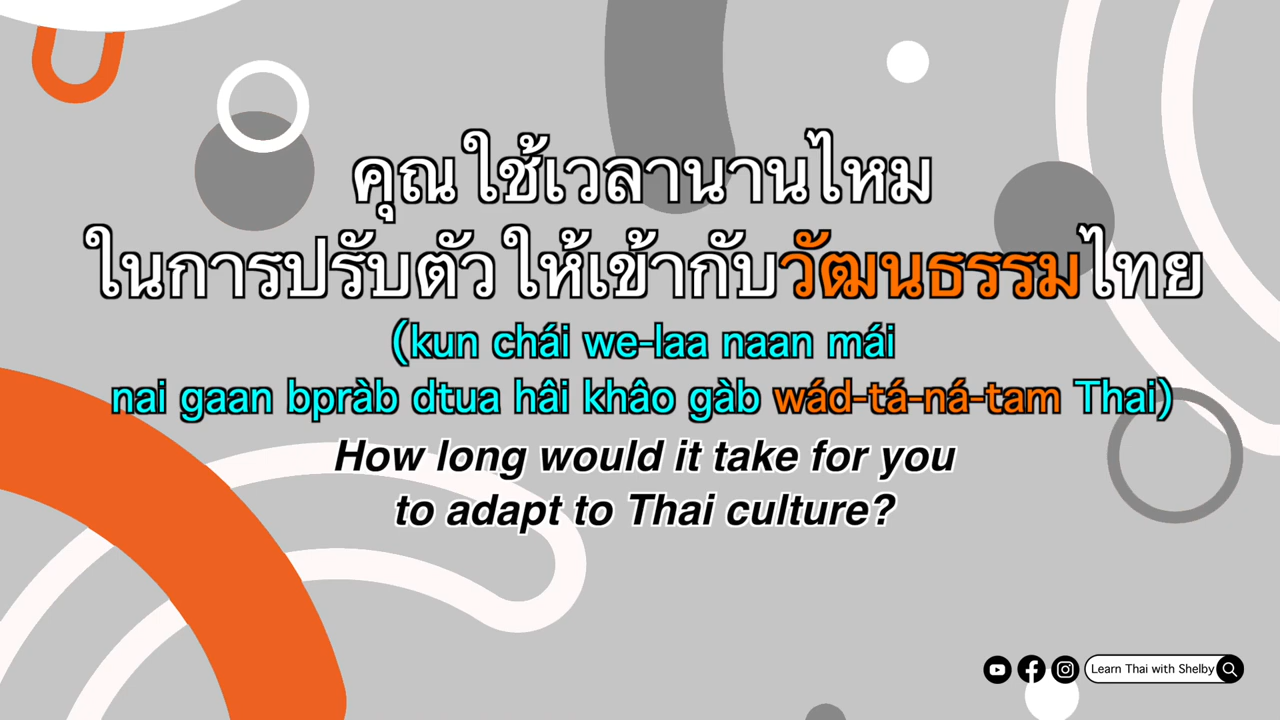 คุณใช้เวลานานไหม
ในการปรับตัวให้เข้ากับวัฒนธรรมไทย
(kun chái we-laa naan mái
nai gaan bpràb dtua hâi khâo gàb wád-tá-ná-tam Thai)
How long would it take for you
to adapt to Thai culture?
Learn Thai with Shelby